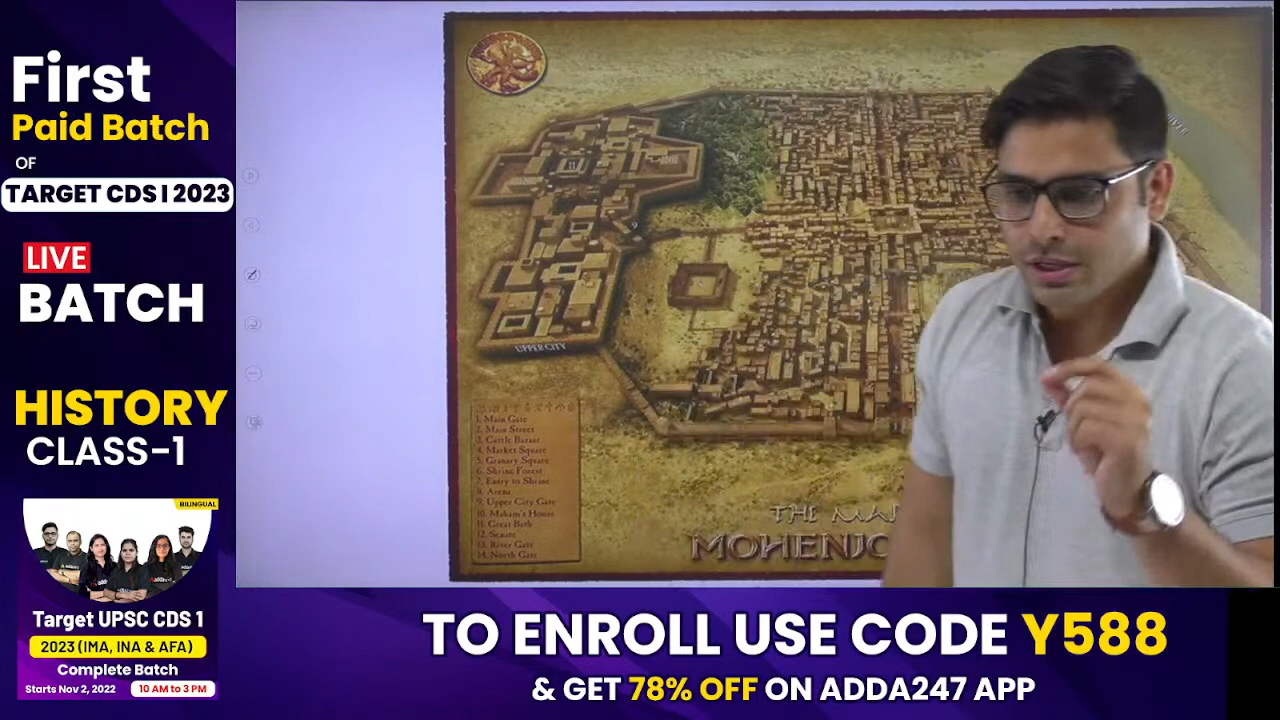 First
Paid Batch
OF
TARGET CDS I 2023
LIVE
BATCH
HISTORY
CLASS-1
BILINGUAL
Target UPSC CDS 1
2023 (IMA, INA & AFA)
Complete Batch
Starts Nov 2, 2022
10 AM to 3 PM
UPPER CITY
9
1. Main Gate
2. Main Street
3. Cattle Bazaar
4. Market Square
5. Granary Square
6. Shrine Forest
7. Entry to Shrine
8. Arena
9. Upper City Gate
10. Maham's House
11. Great Bath
12. Senate
13. River Gate
14. North Gate
THE MA
MOHENJO
TO ENROLL USE CODE Y588
& GET 78% OFF ON ADDA247 APP